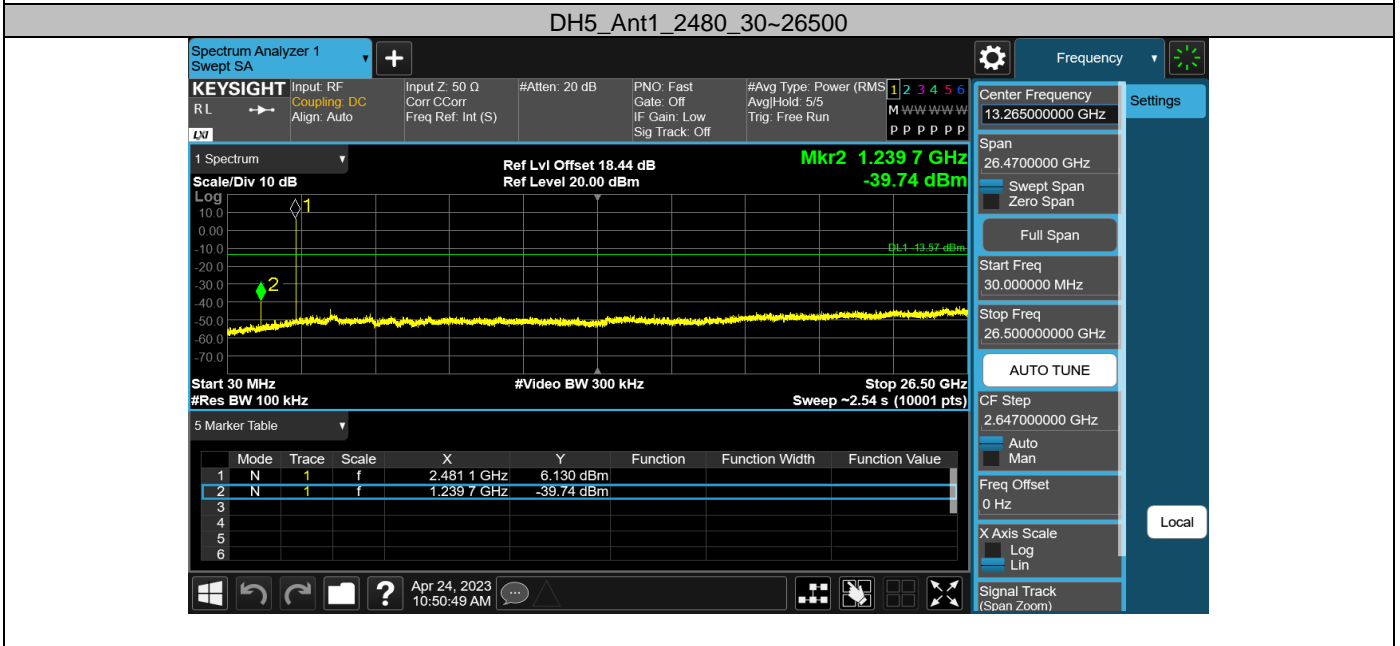 DH5_Ant1_2480_30~26500
Spectrum Analyzer 1
Swept SA
Frequency
KEYSIGHT
RL
LXI
Input: RF
Coupling: DC
Align: Auto
Input Z: 50 Ω
Corr CCorr
Freq Ref: Int (S)
#Atten: 20 dB
PNO: Fast
Gate: Off
IF Gain: Low
Sig Track: Off
#Avg Type: Power (RMS
Avg|Hold: 5/5
Trig: Free Run
1 2 3 4 5 6
M W W W W W
P P P P P P
1 Spectrum
Scale/Div 10 dB
Ref Lvl Offset 18.44 dB
Ref Level 20.00 dBm
Mkr2 1.239 7 GHz
-39.74 dBm
Log
10.0
0.00
-10.0
-20.0
-30.0
-40.0
-50.0
-60.0
-70.0
1
2
DL1 -13.57 dBm
Start 30 MHz
#Video BW 300 kHz
Stop 26.50 GHz
#Res BW 100 kHz
Sweep ~2.54 s (10001 pts)
5 Marker Table
Mode Trace Scale X Y Function Function Width Function Value
1 N 1 f 2.481 1 GHz 6.130 dBm
2 N 1 f 1.239 7 GHz -39.74 dBm
3
4
5
6
Apr 24, 2023
10:50:49 AM
Center Frequency
13.265000000 GHz
Span
26.4700000 GHz
Swept Span
Zero Span
Full Span
Start Freq
30.000000 MHz
Stop Freq
26.500000000 GHz
AUTO TUNE
CF Step
2.647000000 GHz
Auto
Man
Freq Offset
0 Hz
X Axis Scale
Log
Lin
Signal Track
(Span Zoom)
Settings
Local